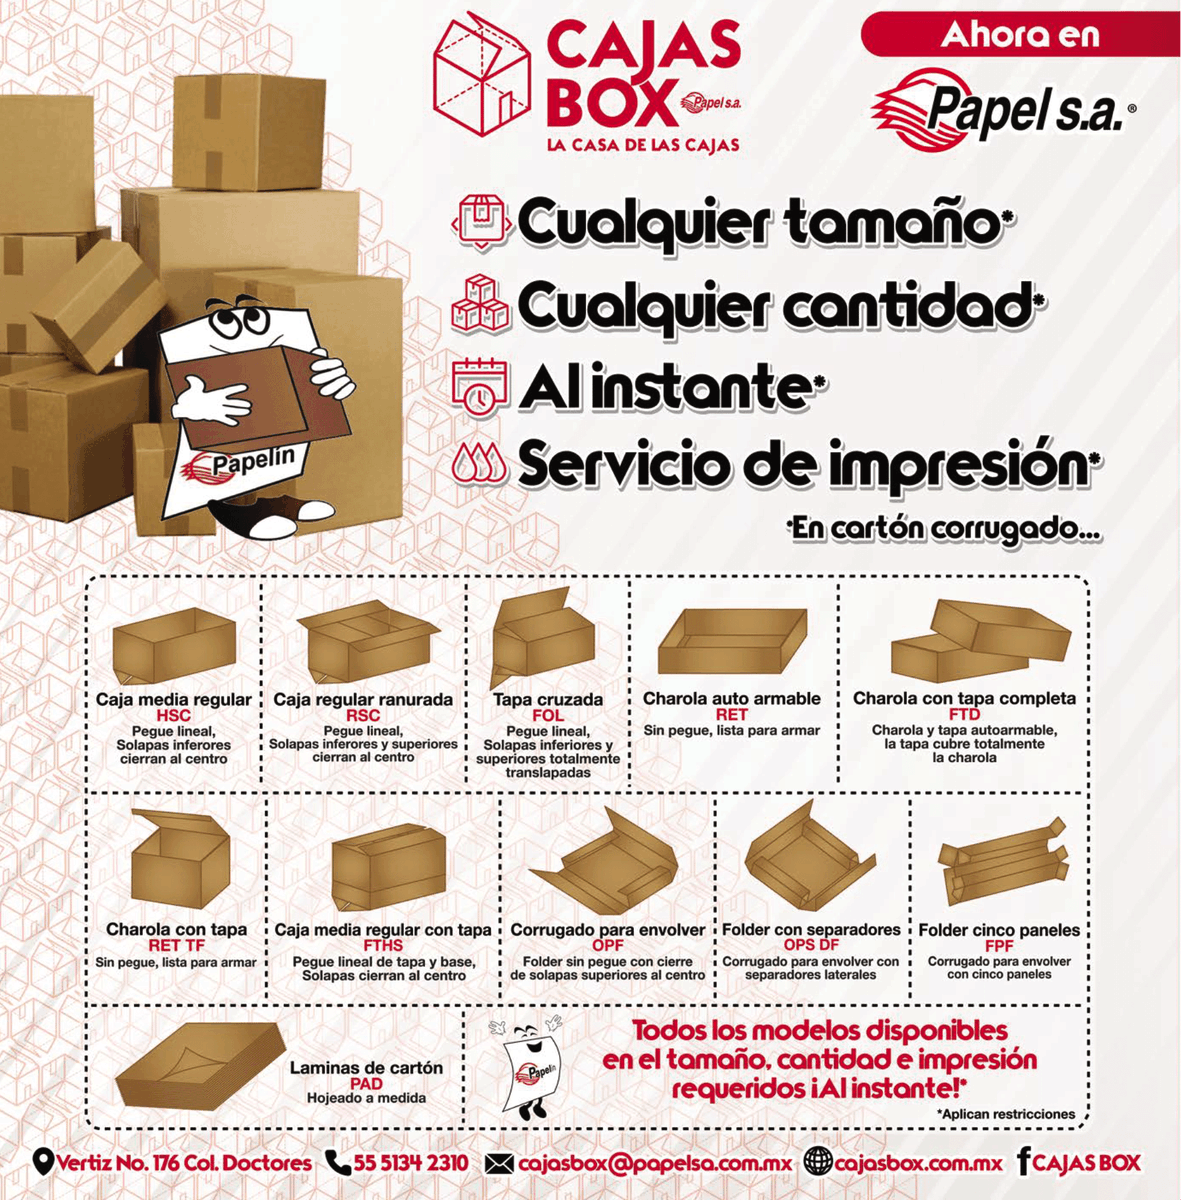 CAJAS
BOX Papel s.a.
LA CASA DE LAS CAJAS
Ahora en
Papel s.a.®
Cualquier tamaño*
Cualquier cantidad*
Al instante*
Servicio de impresión*
*En cartón corrugado...
Papelín
Caja media regular
HSC
Pegue lineal,
Solapas inferores
cierran al centro
Caja regular ranurada
RSC
Pegue lineal,
Solapas inferores y superiores
cierran al centro
Tapa cruzada
FOL
Pegue lineal,
Solapas inferiores y
superiores totalmente
translapadas
Charola auto armable
RET
Sin pegue, lista para armar
Charola con tapa completa
FTD
Charola y tapa autoarmable,
la tapa cubre totalmente
la charola
Charola con tapa
RET TF
Sin pegue, lista para armar
Caja media regular con tapa
FTHS
Pegue lineal de tapa y base,
Solapas cierran al centro
Corrugado para envolver
OPF
Folder sin pegue con cierre
de solapas superiores al centro
Folder con separadores
OPS DF
Corrugado para envolver con
separadores laterales
Folder cinco paneles
FPF
Corrugado para envolver
con cinco paneles
Laminas de cartón
PAD
Hojeado a medida
Papelín
Todos los modelos disponibles
en el tamaño, cantidad e impresión
requeridos ¡Al instante!*
*Aplican restricciones
Vertiz No. 176 Col. Doctores 55 5134 2310 cajasbox@papelsa.com.mx cajasbox.com.mx f CAJAS BOX